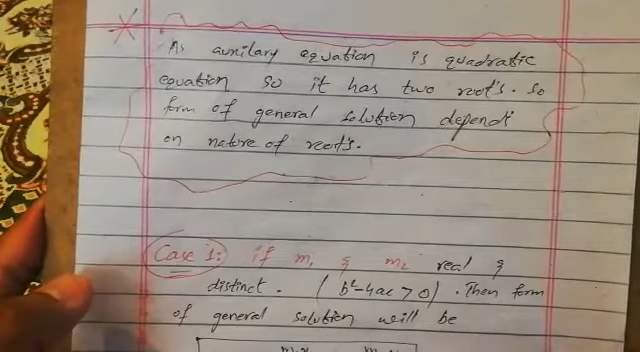 As auxilary equation is quadratic
equation so it has two root's. so
form of general solution depends
on nature of root's.
Case 1: if m₁ & m₂ real &
distinct. (b²-4ac > 0). Then form
of general solution will be